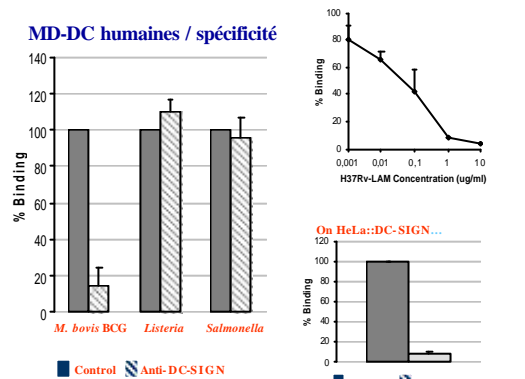 MD-DC humaines / spécificité
% Binding
140
120
100
80
60
40
20
0
M. bovis BCG Listeria Salmonella
Control Anti-DC-SIGN
% Binding
100
80
60
40
20
0
0,001 0,01 0,1 1 10
H37Rv-LAM Concentration (ug/ml)
On HeLa::DC-SIGN...
% Binding
120
100
80
60
40
20
0